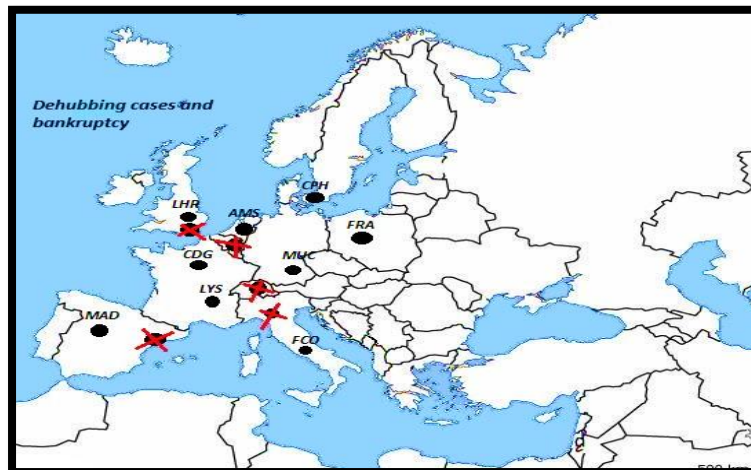 Dehubbing cases and
bankruptcy
CPH
LHR
AMS
FRA
CDG
MUC
LYS
MAD
FCO